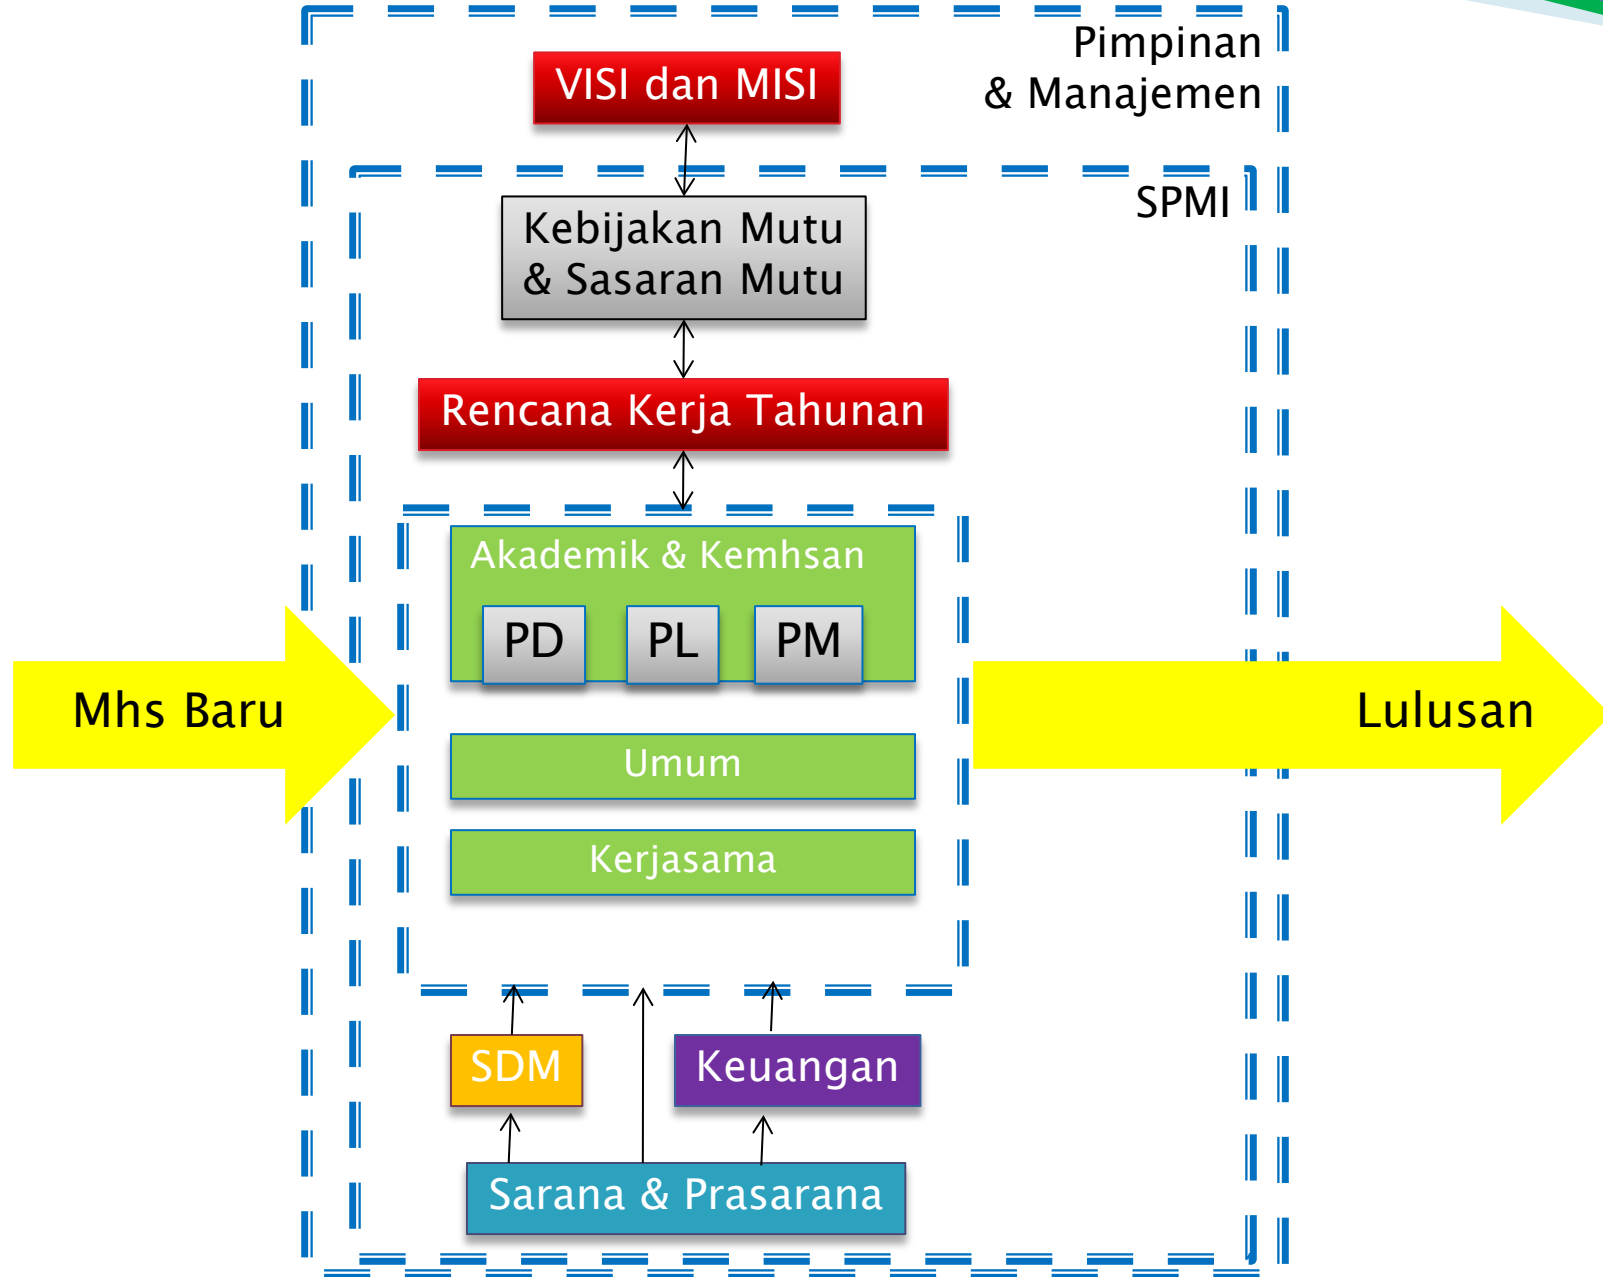 Pimpinan
& Manajemen
VISI dan MISI
SPMI
Kebijakan Mutu
& Sasaran Mutu
Rencana Kerja Tahunan
Akademik & Kemhsan
PD
PL
PM
Mhs Baru
Lulusan
Umum
Kerjasama
SDM
Keuangan
Sarana & Prasarana